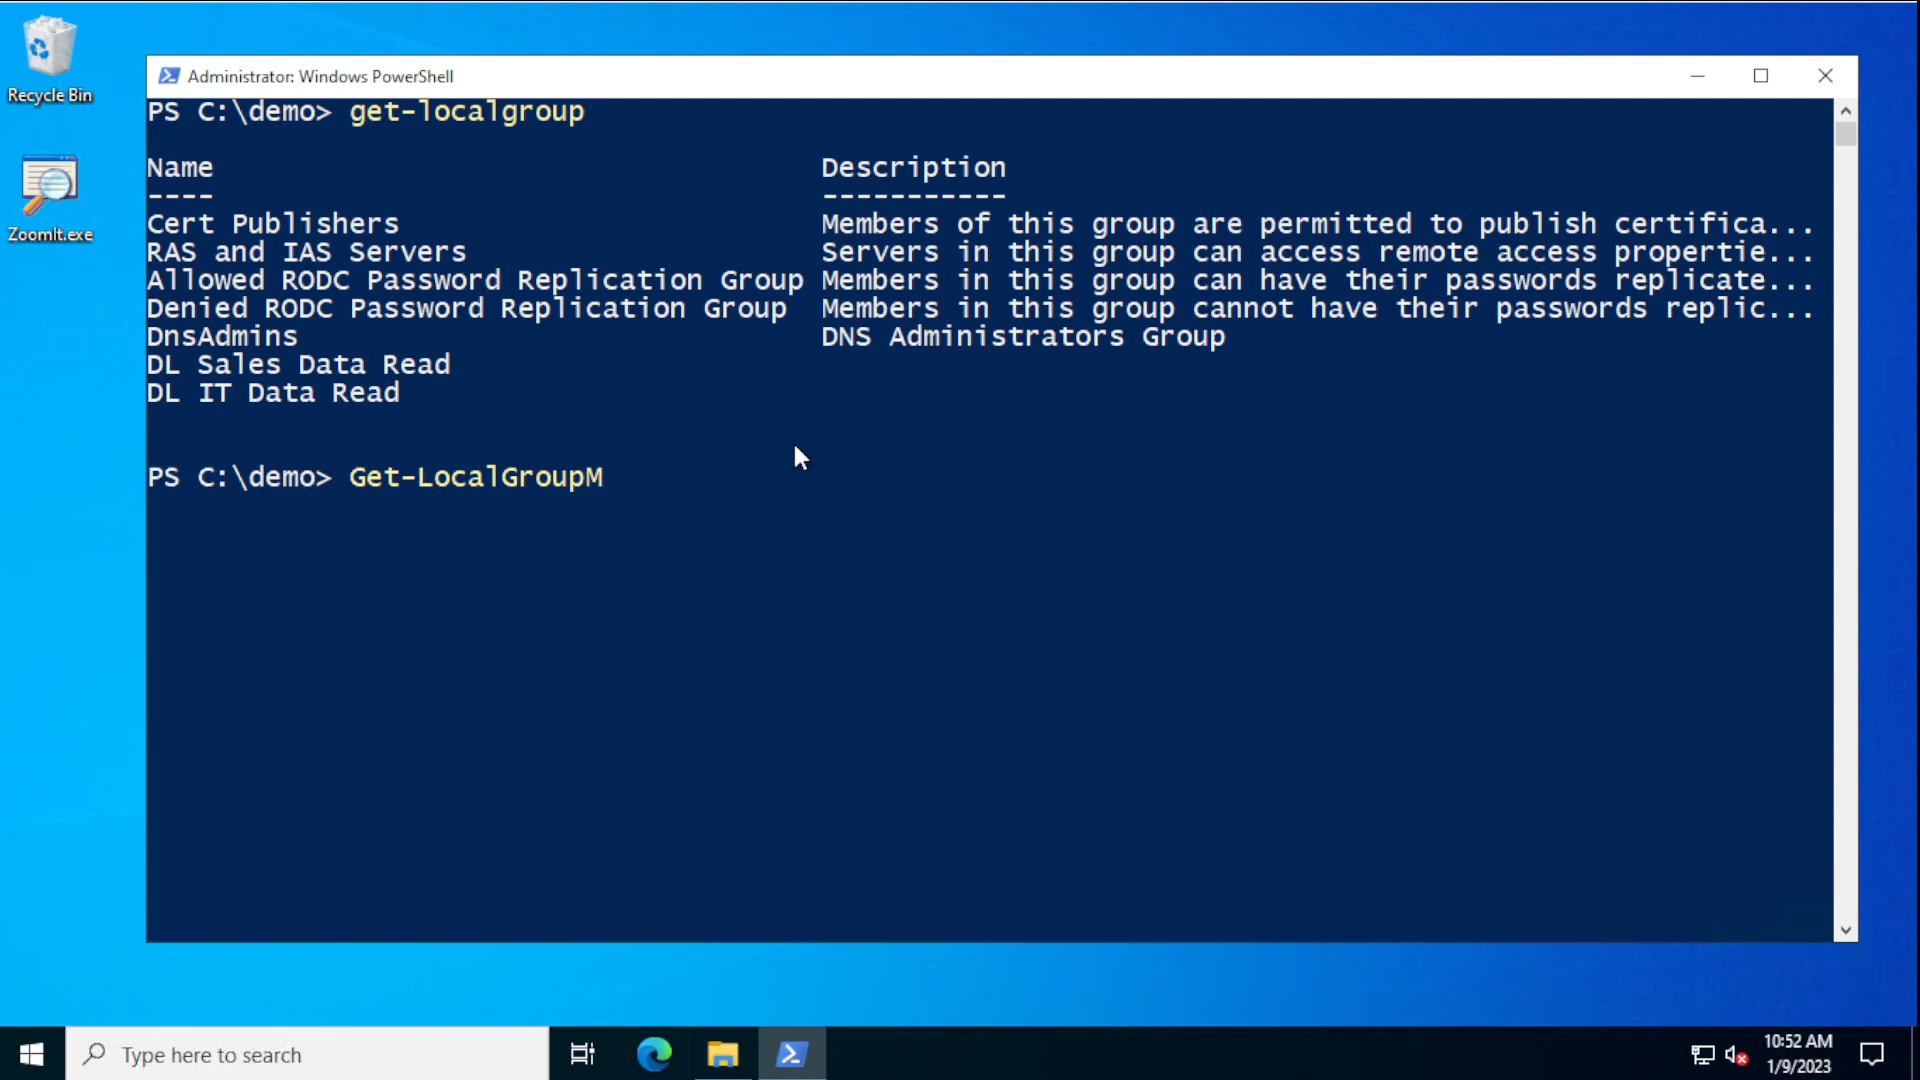 Recycle Bin
ZoomIt.exe
Administrator: Windows PowerShell
PS C:\demo> get-localgroup
Name Description
---- -----------
Cert Publishers Members of this group are permitted to publish certifica...
RAS and IAS Servers Servers in this group can access remote access propertie...
Allowed RODC Password Replication Group Members in this group can have their passwords replicate...
Denied RODC Password Replication Group Members in this group cannot have their passwords replic...
DnsAdmins DNS Administrators Group
DL Sales Data Read
DL IT Data Read
PS C:\demo> Get-LocalGroupM
Type here to search
10:52 AM
1/9/2023